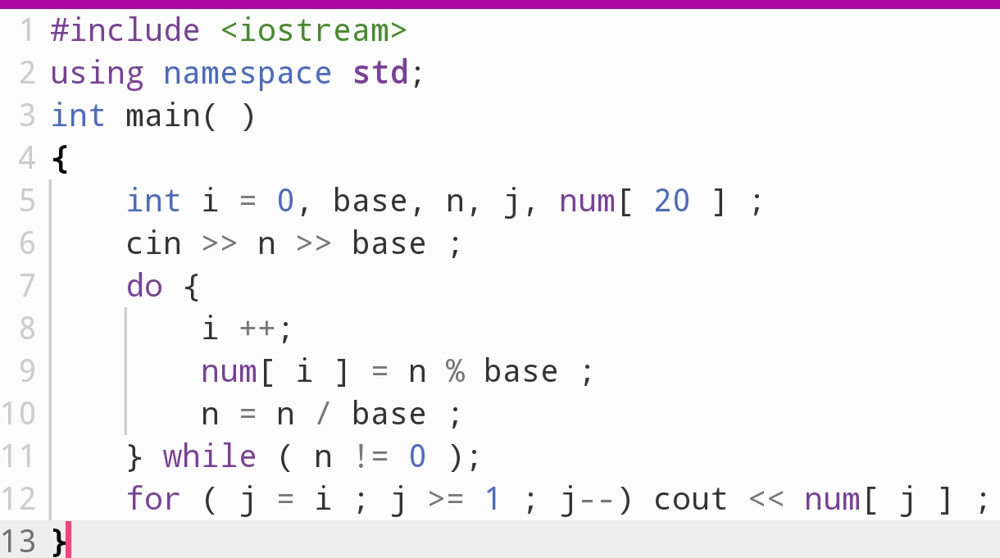 1 #include <iostream>
2 using namespace std;
3 int main( )
4 {
5     int i = 0, base, n, j, num[ 20 ] ;
6     cin >> n >> base ;
7     do {
8         i ++;
9         num[ i ] = n % base ;
10         n = n / base ;
11     } while ( n != 0 );
12     for ( j = i ; j >= 1 ; j--) cout << num[ j ] ;
13 }